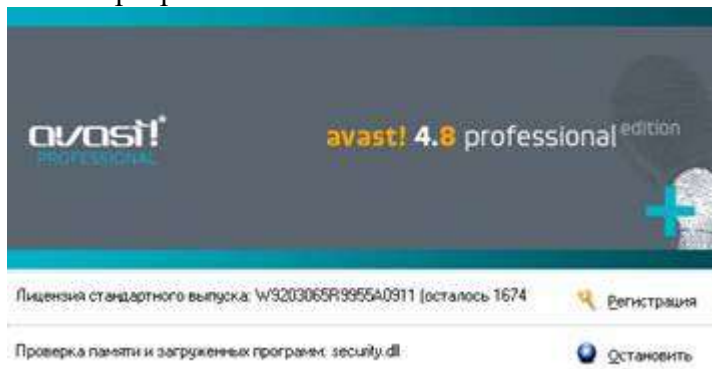 avast!
PROFESSIONAL
avast! 4.8 professional edition
Лицензия стандартного выпуска: W9203065R9955A0911 (осталось 1674
Регистрация
Проверка памяти и загруженных программ: security.dll
Остановить